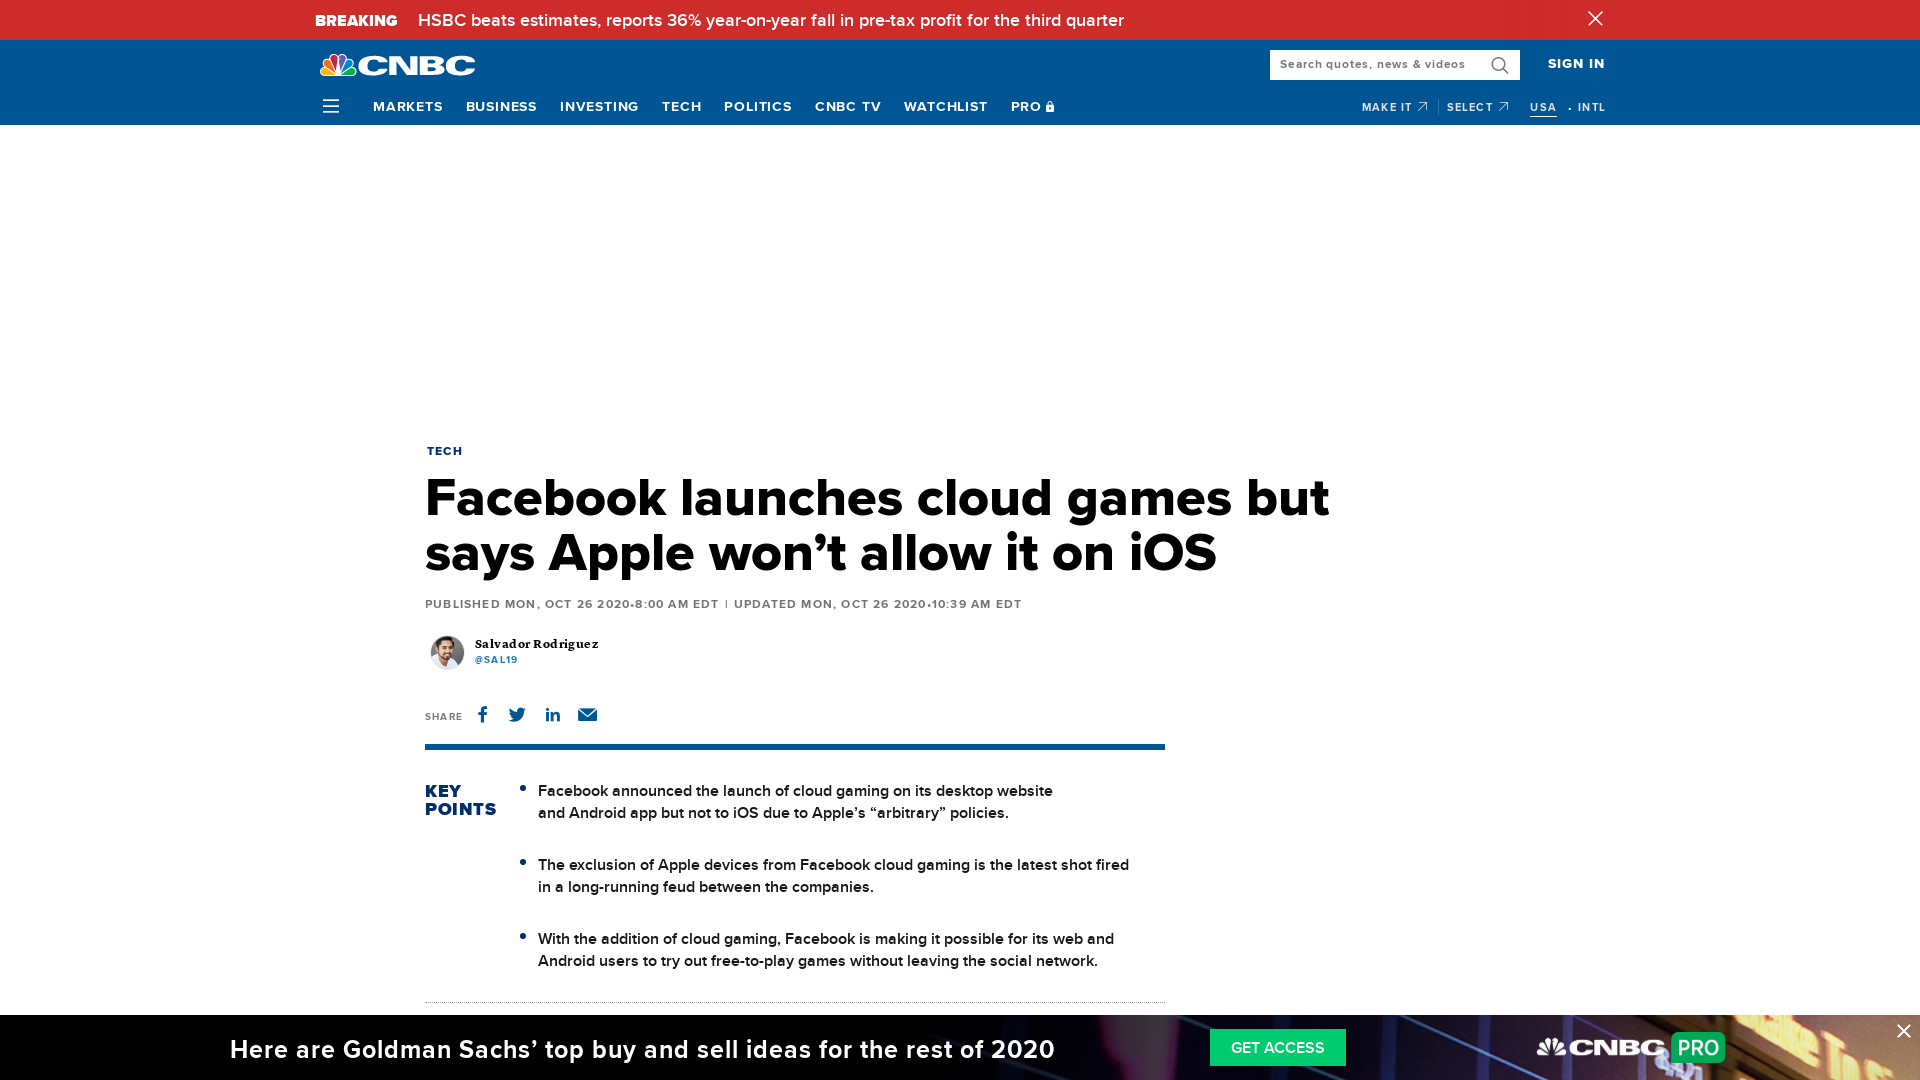 BREAKING HSBC beats estimates, reports 36% year-on-year fall in pre-tax profit for the third quarter
CNBC
Search quotes, news & videos
SIGN IN
MARKETS BUSINESS INVESTING TECH POLITICS CNBC TV WATCHLIST PRO
MAKE IT SELECT USA • INTL
TECH
Facebook launches cloud games but
says Apple won’t allow it on iOS
PUBLISHED MON, OCT 26 2020•8:00 AM EDT | UPDATED MON, OCT 26 2020•10:39 AM EDT
Salvador Rodriguez
@SAL19
SHARE
KEY
POINTS
Facebook announced the launch of cloud gaming on its desktop website
and Android app but not to iOS due to Apple’s “arbitrary” policies.
The exclusion of Apple devices from Facebook cloud gaming is the latest shot fired
in a long-running feud between the companies.
With the addition of cloud gaming, Facebook is making it possible for its web and
Android users to try out free-to-play games without leaving the social network.
Here are Goldman Sachs’ top buy and sell ideas for the rest of 2020
GET ACCESS
CNBC PRO